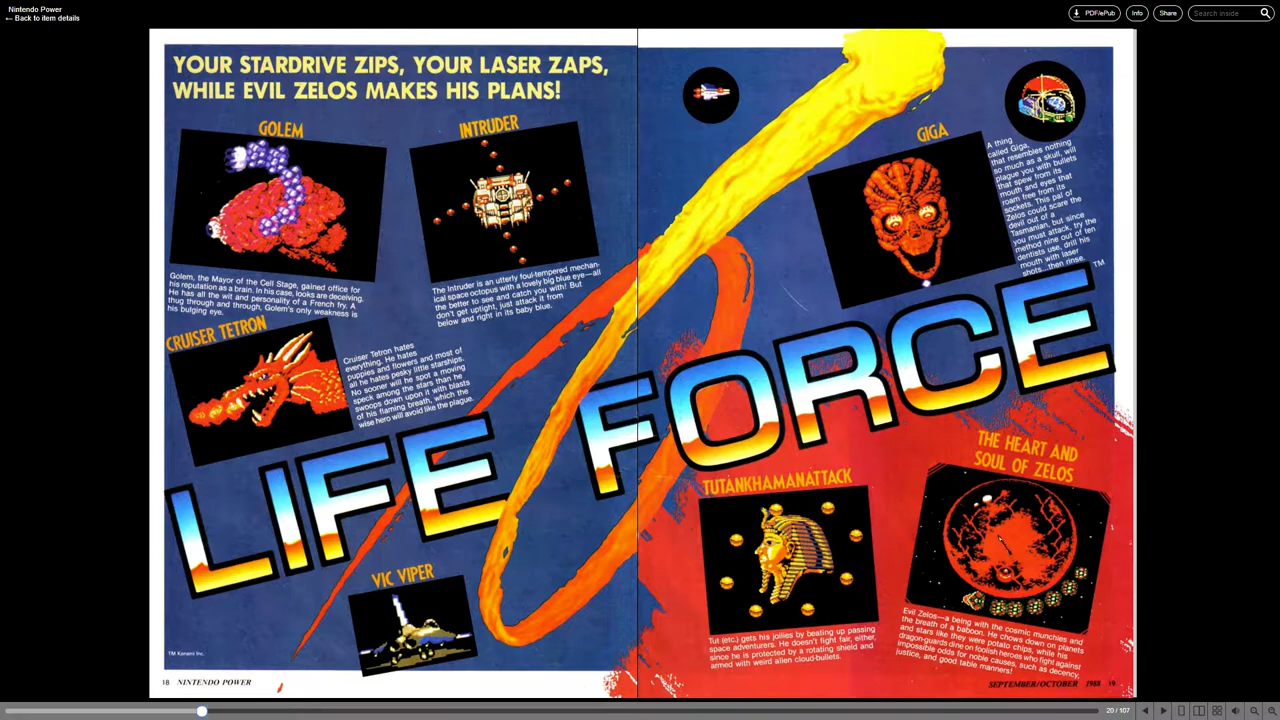 Nintendo Power
← Back to item details
PDF/ePub
Info
Share
Search inside
YOUR STARDRIVE ZIPS, YOUR LASER ZAPS,
WHILE EVIL ZELOS MAKES HIS PLANS!
GOLEM
Golem, the Mayor of the Cell Stage, gained office for
his reputation as a brain. In his case, looks are deceiving.
He has all the wit and personality of a French fry. A
thug through and through, Golem's only weakness is
his bulging eye.
INTRUDER
The Intruder is an utterly foul-tempered mechan-
ical space octopus with a lovely big blue eye—all
the better to see and catch you with! But
don't get uptight, just attack it from
below and right in its baby blue.
CRUISER TETRON
Cruiser Tetron hates
everything. He hates
puppies and flowers and most of
all he hates pesky little starships.
No sooner will he spot a moving
speck among the stars than he
swoops down upon it with blasts
of his flaming breath, which the
wise hero will avoid like the plague.
GIGA
A thing
called Giga,
that resembles nothing
so much as a skull, will
plague you with bullets
that spew from its
mouth and eyes that
roam free from its
sockets. This pal of
Zelos could scare the
devil out of a
Tasmanian, but since
you must attack, try the
method nine out of ten
dentists use, drill his
mouth with laser
shots...then rinse.
LIFE FORCE™
VIC VIPER
TUTANKHAMANATTACK
Tut (etc.) gets his jollies by beating up passing
space adventurers. He doesn't fight fair, either,
since he is protected by a rotating shield and
armed with weird alien cloud-bullets.
THE HEART AND
SOUL OF ZELOS
Evil Zelos—a being with the cosmic munchies and
the breath of a baboon. He chows down on planets
and stars like they were potato chips, while his
dragon-guards dine on foolish heroes who fight against
impossible odds for noble causes, such as decency,
justice, and good table manners!
TM Konami Inc.
18 NINTENDO POWER
SEPTEMBER/OCTOBER 1988 19
20 / 107